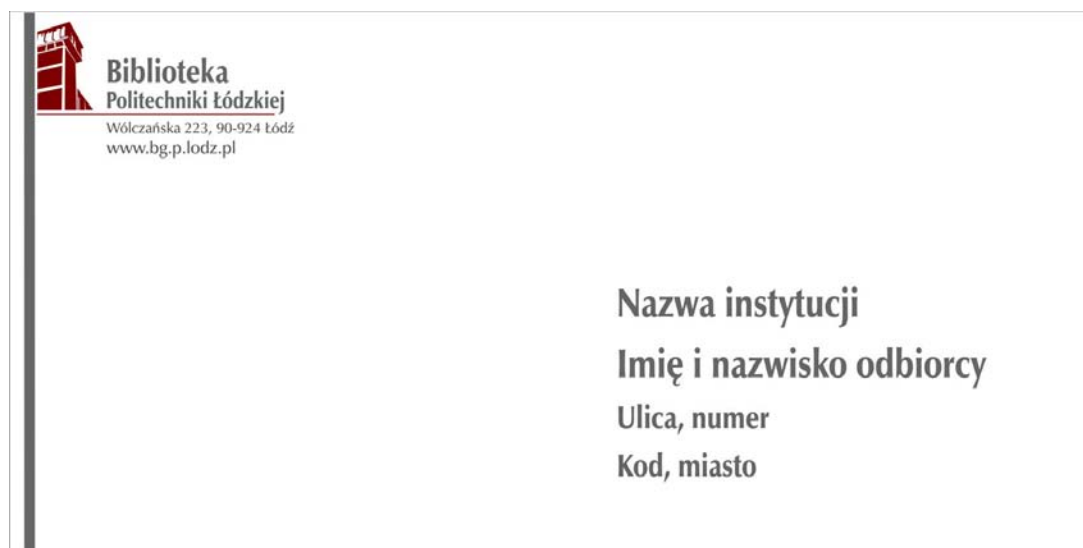 Biblioteka
Politechniki Łódzkiej
Wólczańska 223, 90-924 Łódź
www.bg.p.lodz.pl
Nazwa instytucji
Imię i nazwisko odbiorcy
Ulica, numer
Kod, miasto